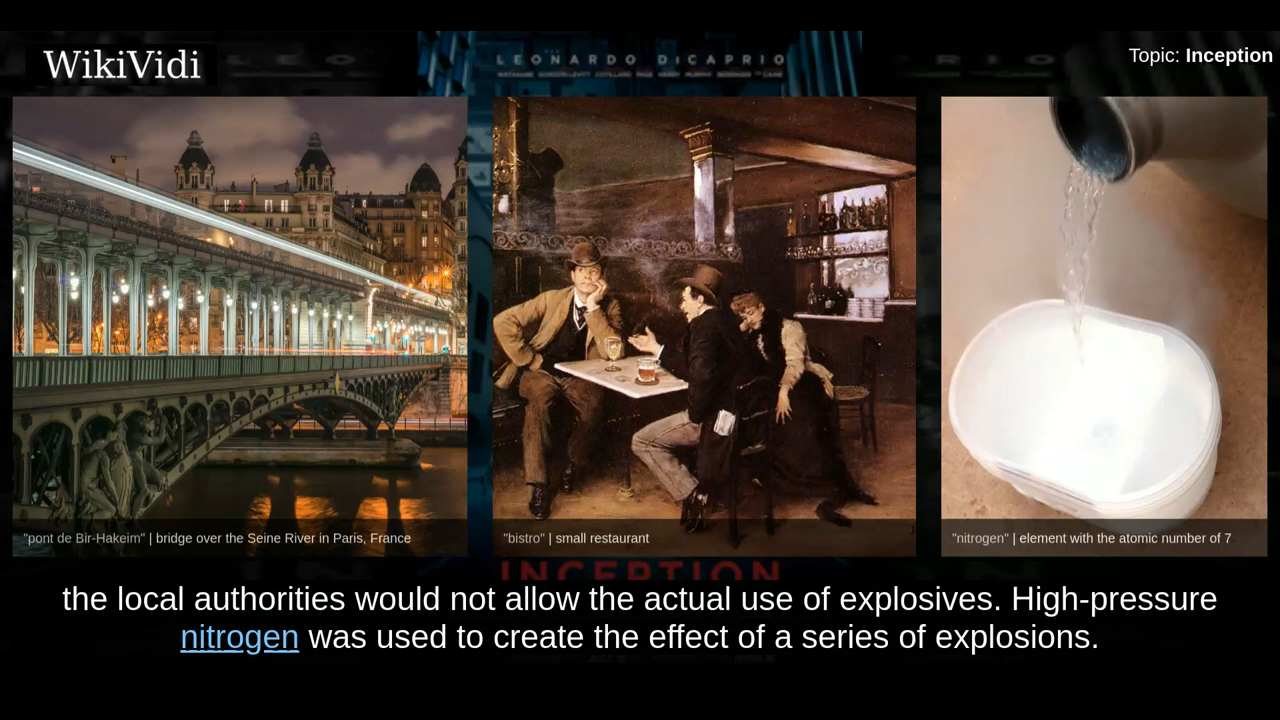 WikiVidi
LEONARDO DiCAPRIO
Topic: Inception
"pont de Bir-Hakeim" | bridge over the Seine River in Paris, France
"bistro" | small restaurant
"nitrogen" | element with the atomic number of 7
INCEPTION
the local authorities would not allow the actual use of explosives. High-pressure
nitrogen was used to create the effect of a series of explosions.